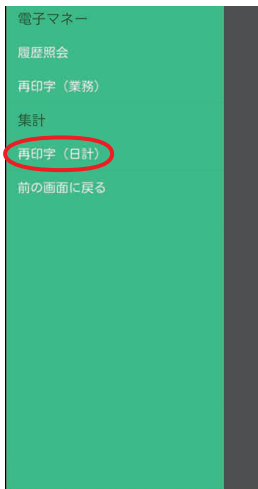 電子マネー
履歴照会
再印字（業務）
集計
再印字（日計）
前の画面に戻る